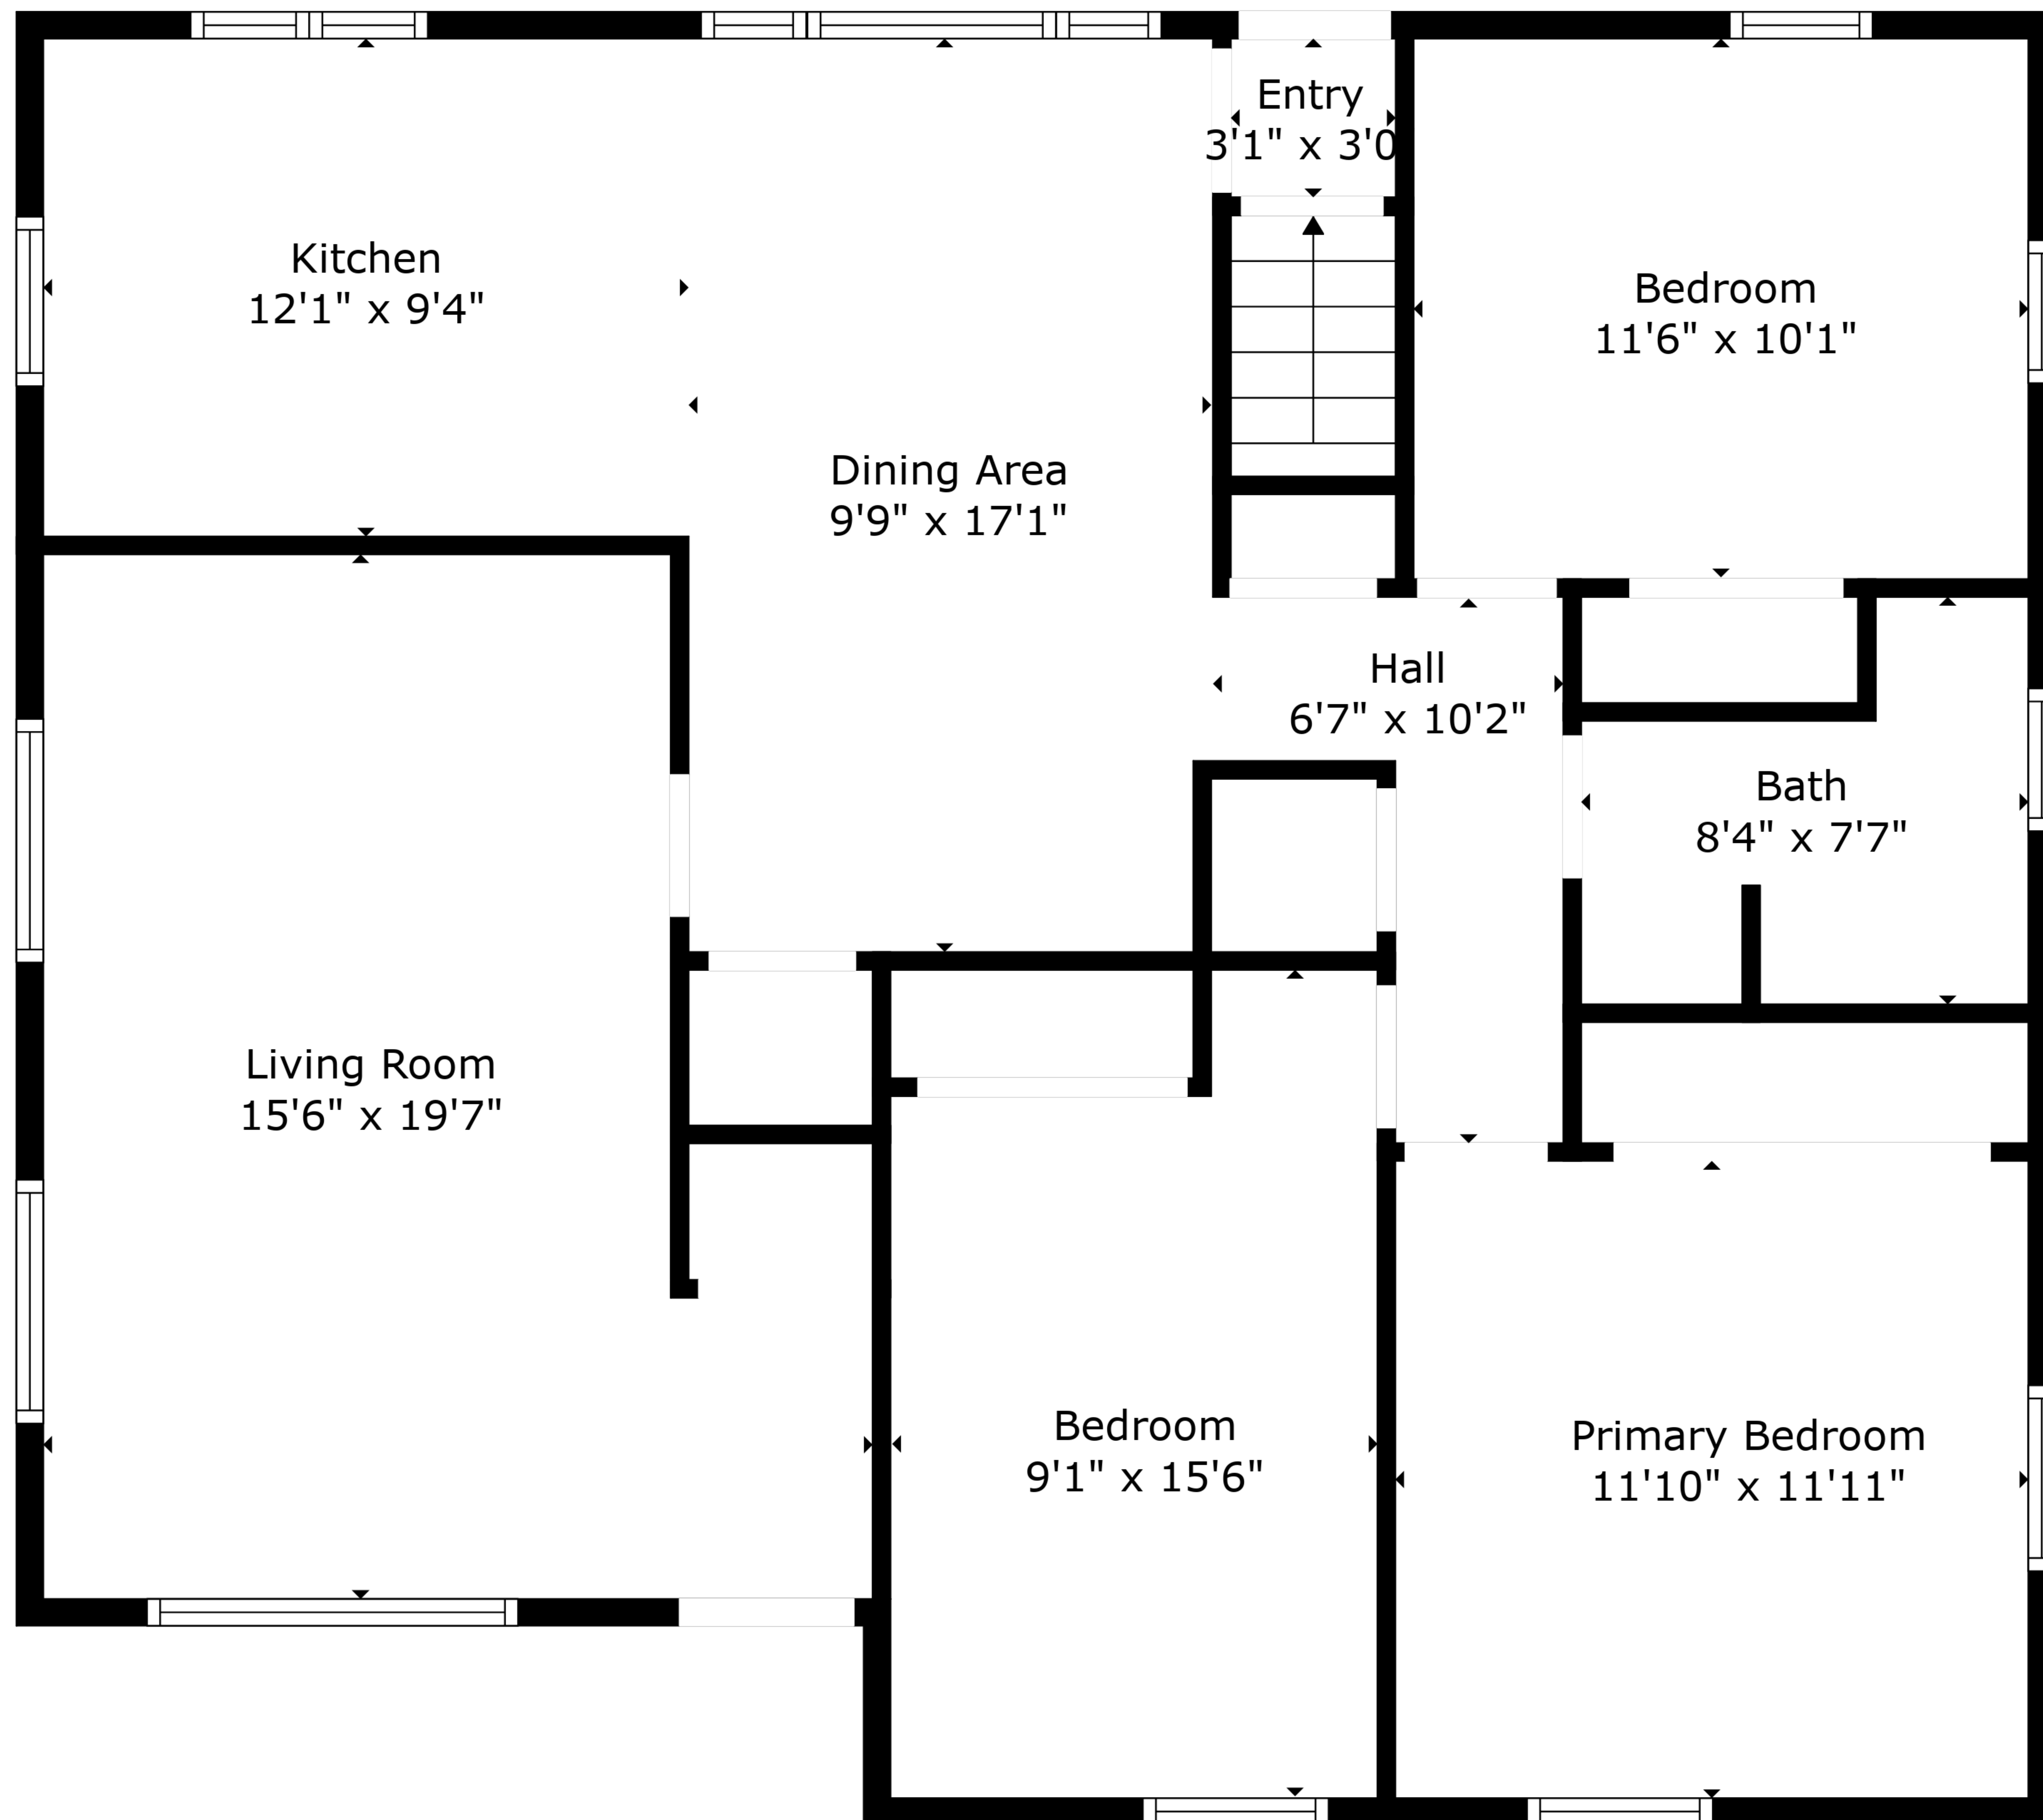 Entry
3'1" x 3'0
Kitchen
12'1" x 9'4"
Bedroom
11'6" x 10'1"
Dining Area
9'9" x 17'1"
Hall
6'7" x 10'2"
Bath
8'4" x 7'7"
Living Room
15'6" x 19'7"
Bedroom
9'1" x 15'6"
Primary Bedroom
11'10" x 11'11"